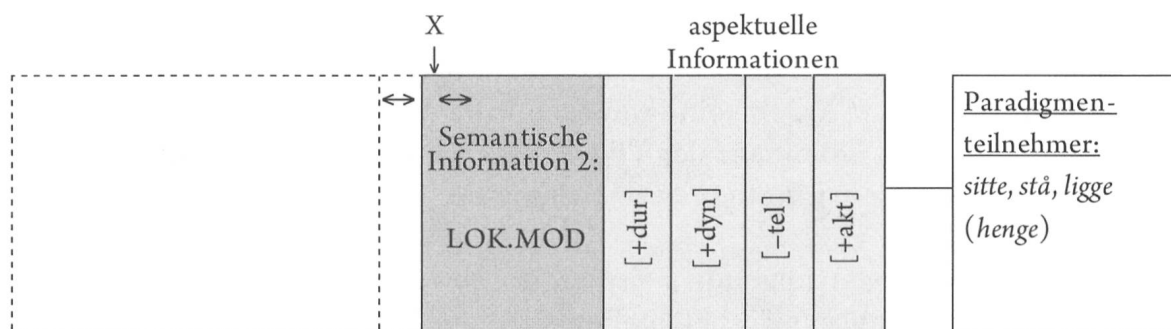 X
aspektuelle
Informationen
Semantische
Information 2:
LOK.MOD
[+dur]
[+dyn]
[−tel]
[+akt]
Paradigmen-
teilnehmer:
sitte, stå, ligge
(henge)